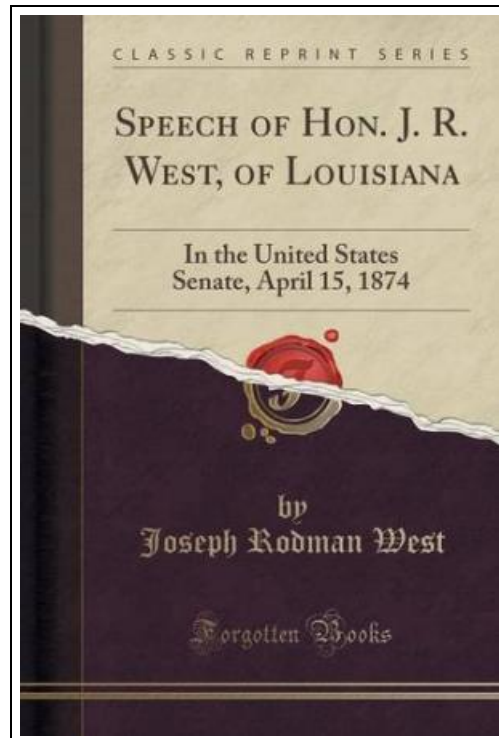 CLASSIC REPRINT SERIES
SPEECH OF HON. J. R.
WEST, OF LOUISIANA
In the United States
Senate, April 15, 1874
by
Joseph Rodman West
Forgotten Books